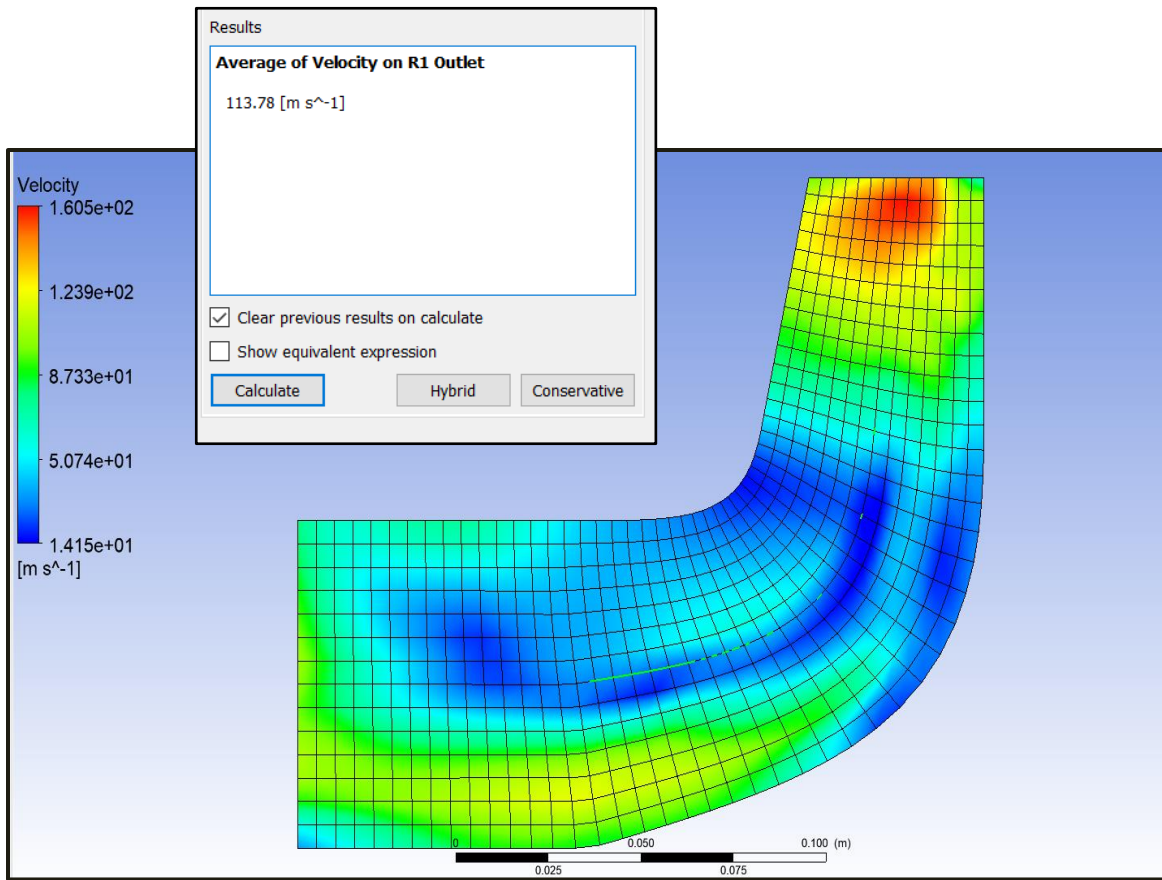 Results
Average of Velocity on R1 Outlet
113.78 [m s^-1]
Clear previous results on calculate
Show equivalent expression
Calculate Hybrid Conservative
Velocity
1.605e+02
1.239e+02
8.733e+01
5.074e+01
1.415e+01
[m s^-1]
0 0.050 0.100 (m)
0.025 0.075